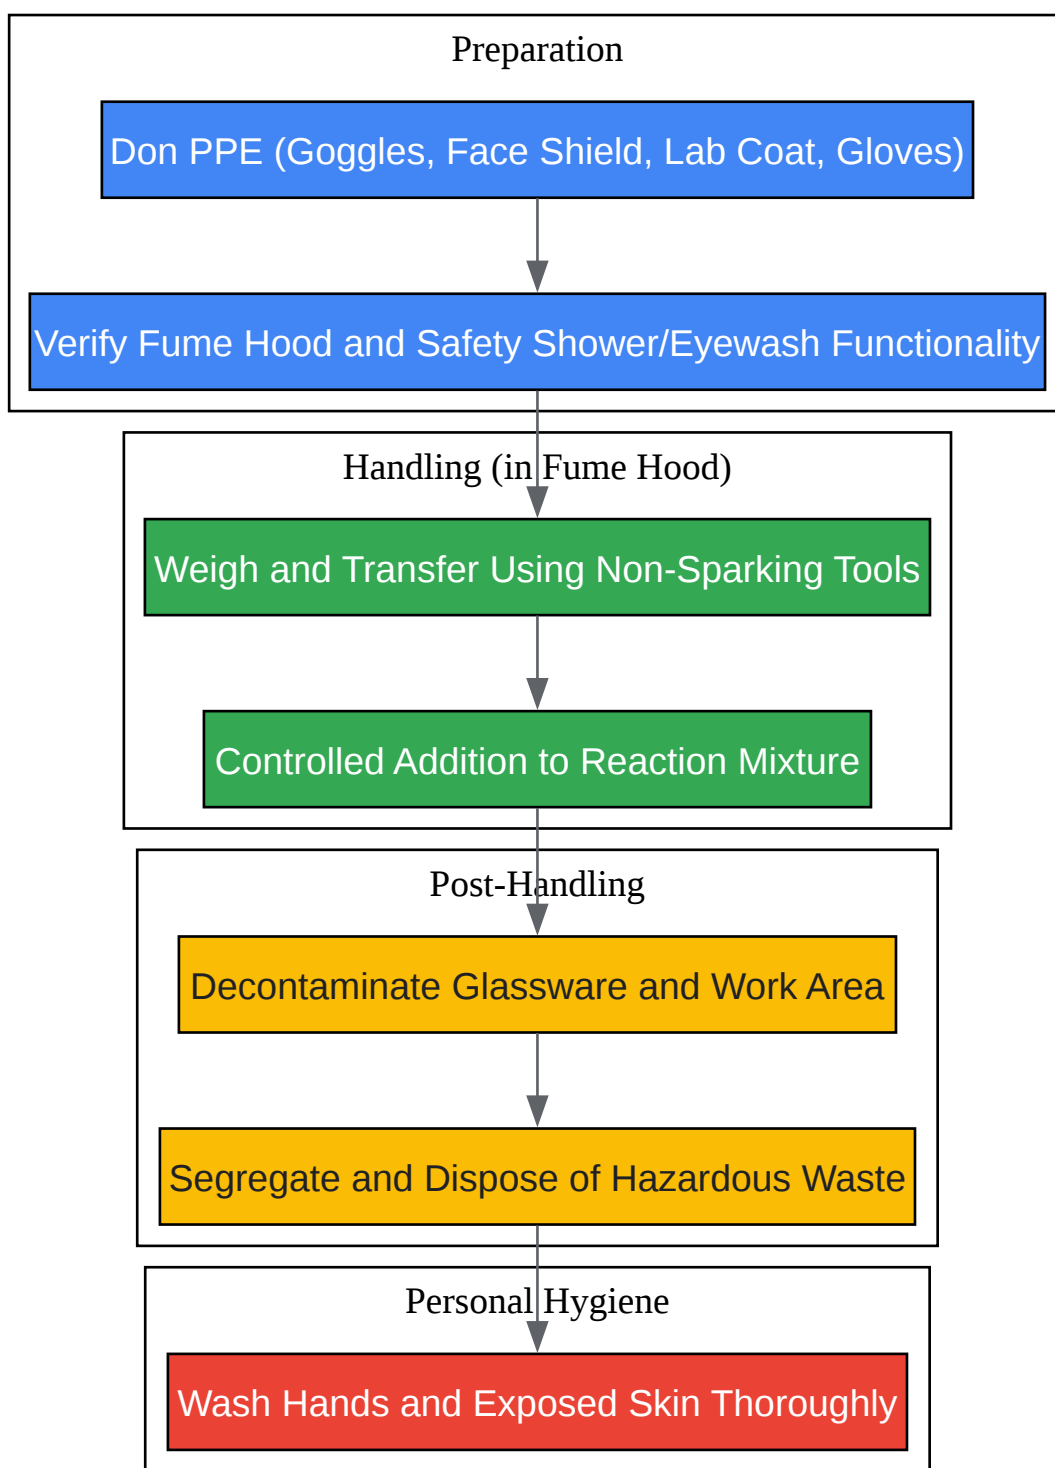 Preparation
Don PPE (Goggles, Face Shield, Lab Coat, Gloves)
Verify Fume Hood and Safety Shower/Eyewash Functionality
Handling (in Fume Hood)
Weigh and Transfer Using Non-Sparking Tools
Controlled Addition to Reaction Mixture
Post-Handling
Decontaminate Glassware and Work Area
Segregate and Dispose of Hazardous Waste
Personal Hygiene
Wash Hands and Exposed Skin Thoroughly